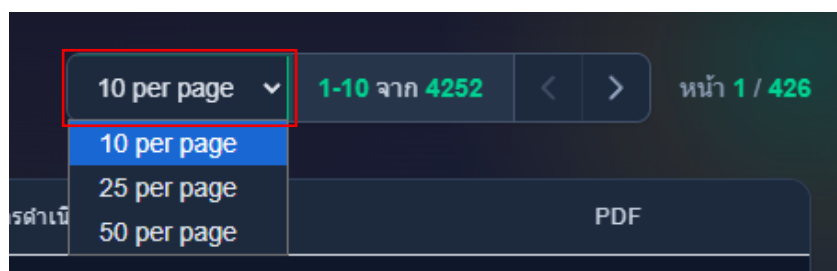 10 per page 1-10 จาก 4252 < > หน้า 1 / 426
10 per page
25 per page
50 per page
PDF